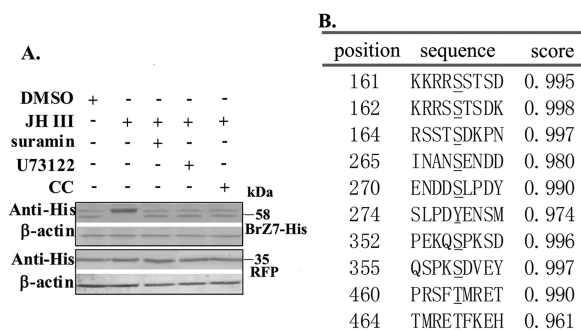 A.
DMSO + - - - -
JH III - + + + +
suramin - - + - -
U73122 - - - + -
CC - - - - +
kDa
Anti-His
58
β-actin
BrZ7-His
Anti-His
35
RFP
β-actin
B.
position sequence score
161 KKRRSSTSD 0.995
162 KRRSSTSDK 0.998
164 RSSTSDKPN 0.997
265 INANSENDD 0.980
270 ENDDSLPDY 0.990
274 SLPDYENSM 0.974
352 PEKQSPKSD 0.996
355 QSPKSDVEY 0.997
460 PRSFTMRET 0.990
464 TMRETFKEH 0.961